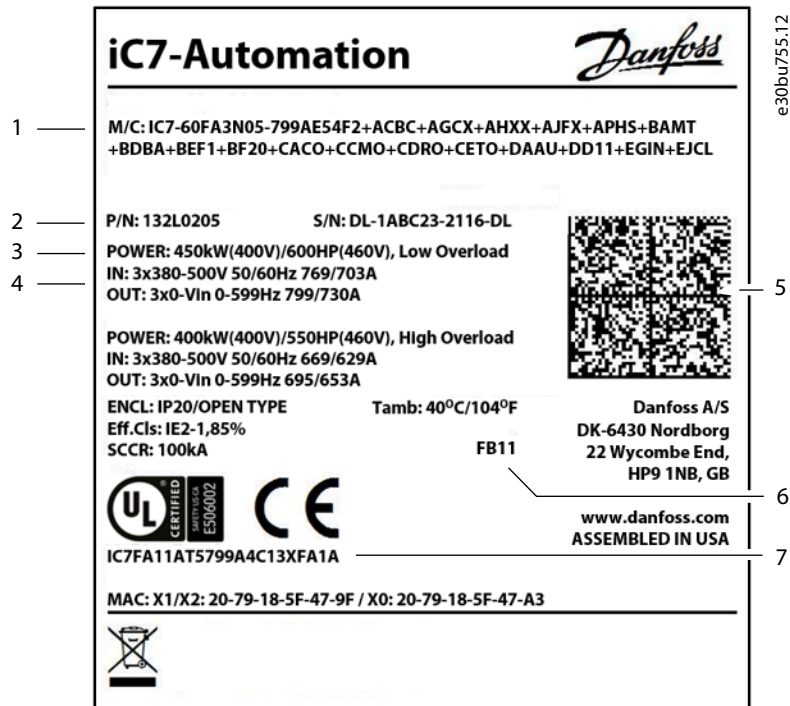 iC7-Automation
Danfoss
e30bu755.12
1
M/C: IC7-60FA3N05-799AE54F2+ACBC+AGCX+AHXX+AJFX+APHS+BAMT
+BDBA+BEF1+BF20+CACO+CCMO+CDRO+CETO+DAAU+DD11+EGIN+EJCL
2
P/N: 132L0205 S/N: DL-1ABC23-2116-DL
3
POWER: 450kW(400V)/600HP(460V), Low Overload
4
IN: 3x380-500V 50/60Hz 769/703A
OUT: 3x0-Vin 0-599Hz 799/730A
5
POWER: 400kW(400V)/550HP(460V), High Overload
IN: 3x380-500V 50/60Hz 669/629A
OUT: 3x0-Vin 0-599Hz 695/653A
ENCL: IP20/OPEN TYPE Tamb: 40⁰C/104⁰F
Eff.Cls: IE2-1,85%
SCCR: 100kA FB11
Danfoss A/S
DK-6430 Nordborg
22 Wycombe End,
HP9 1NB, GB
6
UL
®
CERTIFIED
SAFETY US-CA
E506002
CE
www.danfoss.com
ASSEMBLED IN USA
IC7FA11AT5799A4C13XFA1A
7
MAC: X1/X2: 20-79-18-5F-47-9F / X0: 20-79-18-5F-47-A3